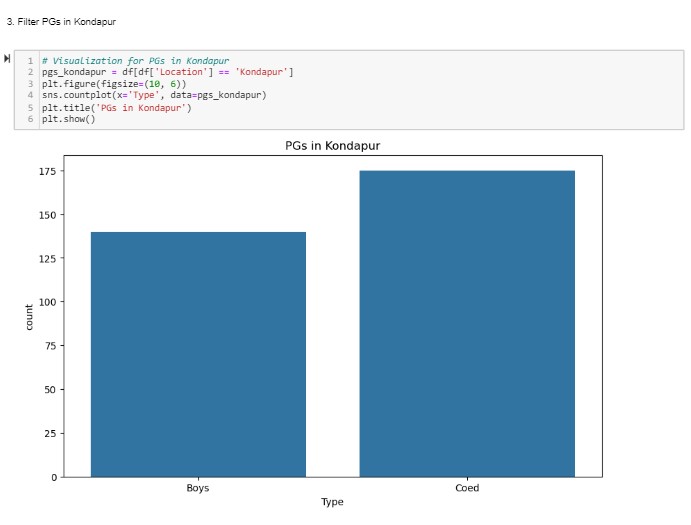 3. Filter PGs in Kondapur
1 # Visualization for PGs in Kondapur
2 pgs_kondapur = df[df['Location'] == 'Kondapur']
3 plt.figure(figsize=(10, 6))
4 sns.countplot(x='Type', data=pgs_kondapur)
5 plt.title('PGs in Kondapur')
6 plt.show()
PGs in Kondapur
175
150
125
100
75
50
25
0
count
Boys Coed
Type